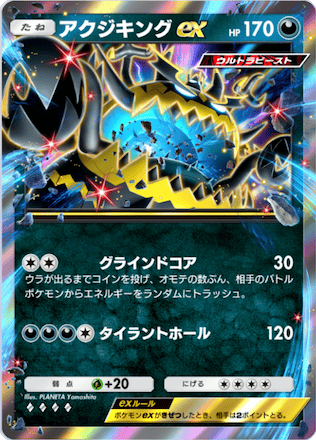 たね アクジキングex HP 170
ウルトラビースト
グラインドコア 30
ウラが出るまでコインを投げ、オモテの数ぶん、相手のバトル
ポケモンからエネルギーをランダムにトラッシュ。
タイラントホール 120
弱点 +20 にげる
Illus. PLANETA Yamashita
exルール
ポケモンexがきぜつしたとき、相手は2ポイントとる。